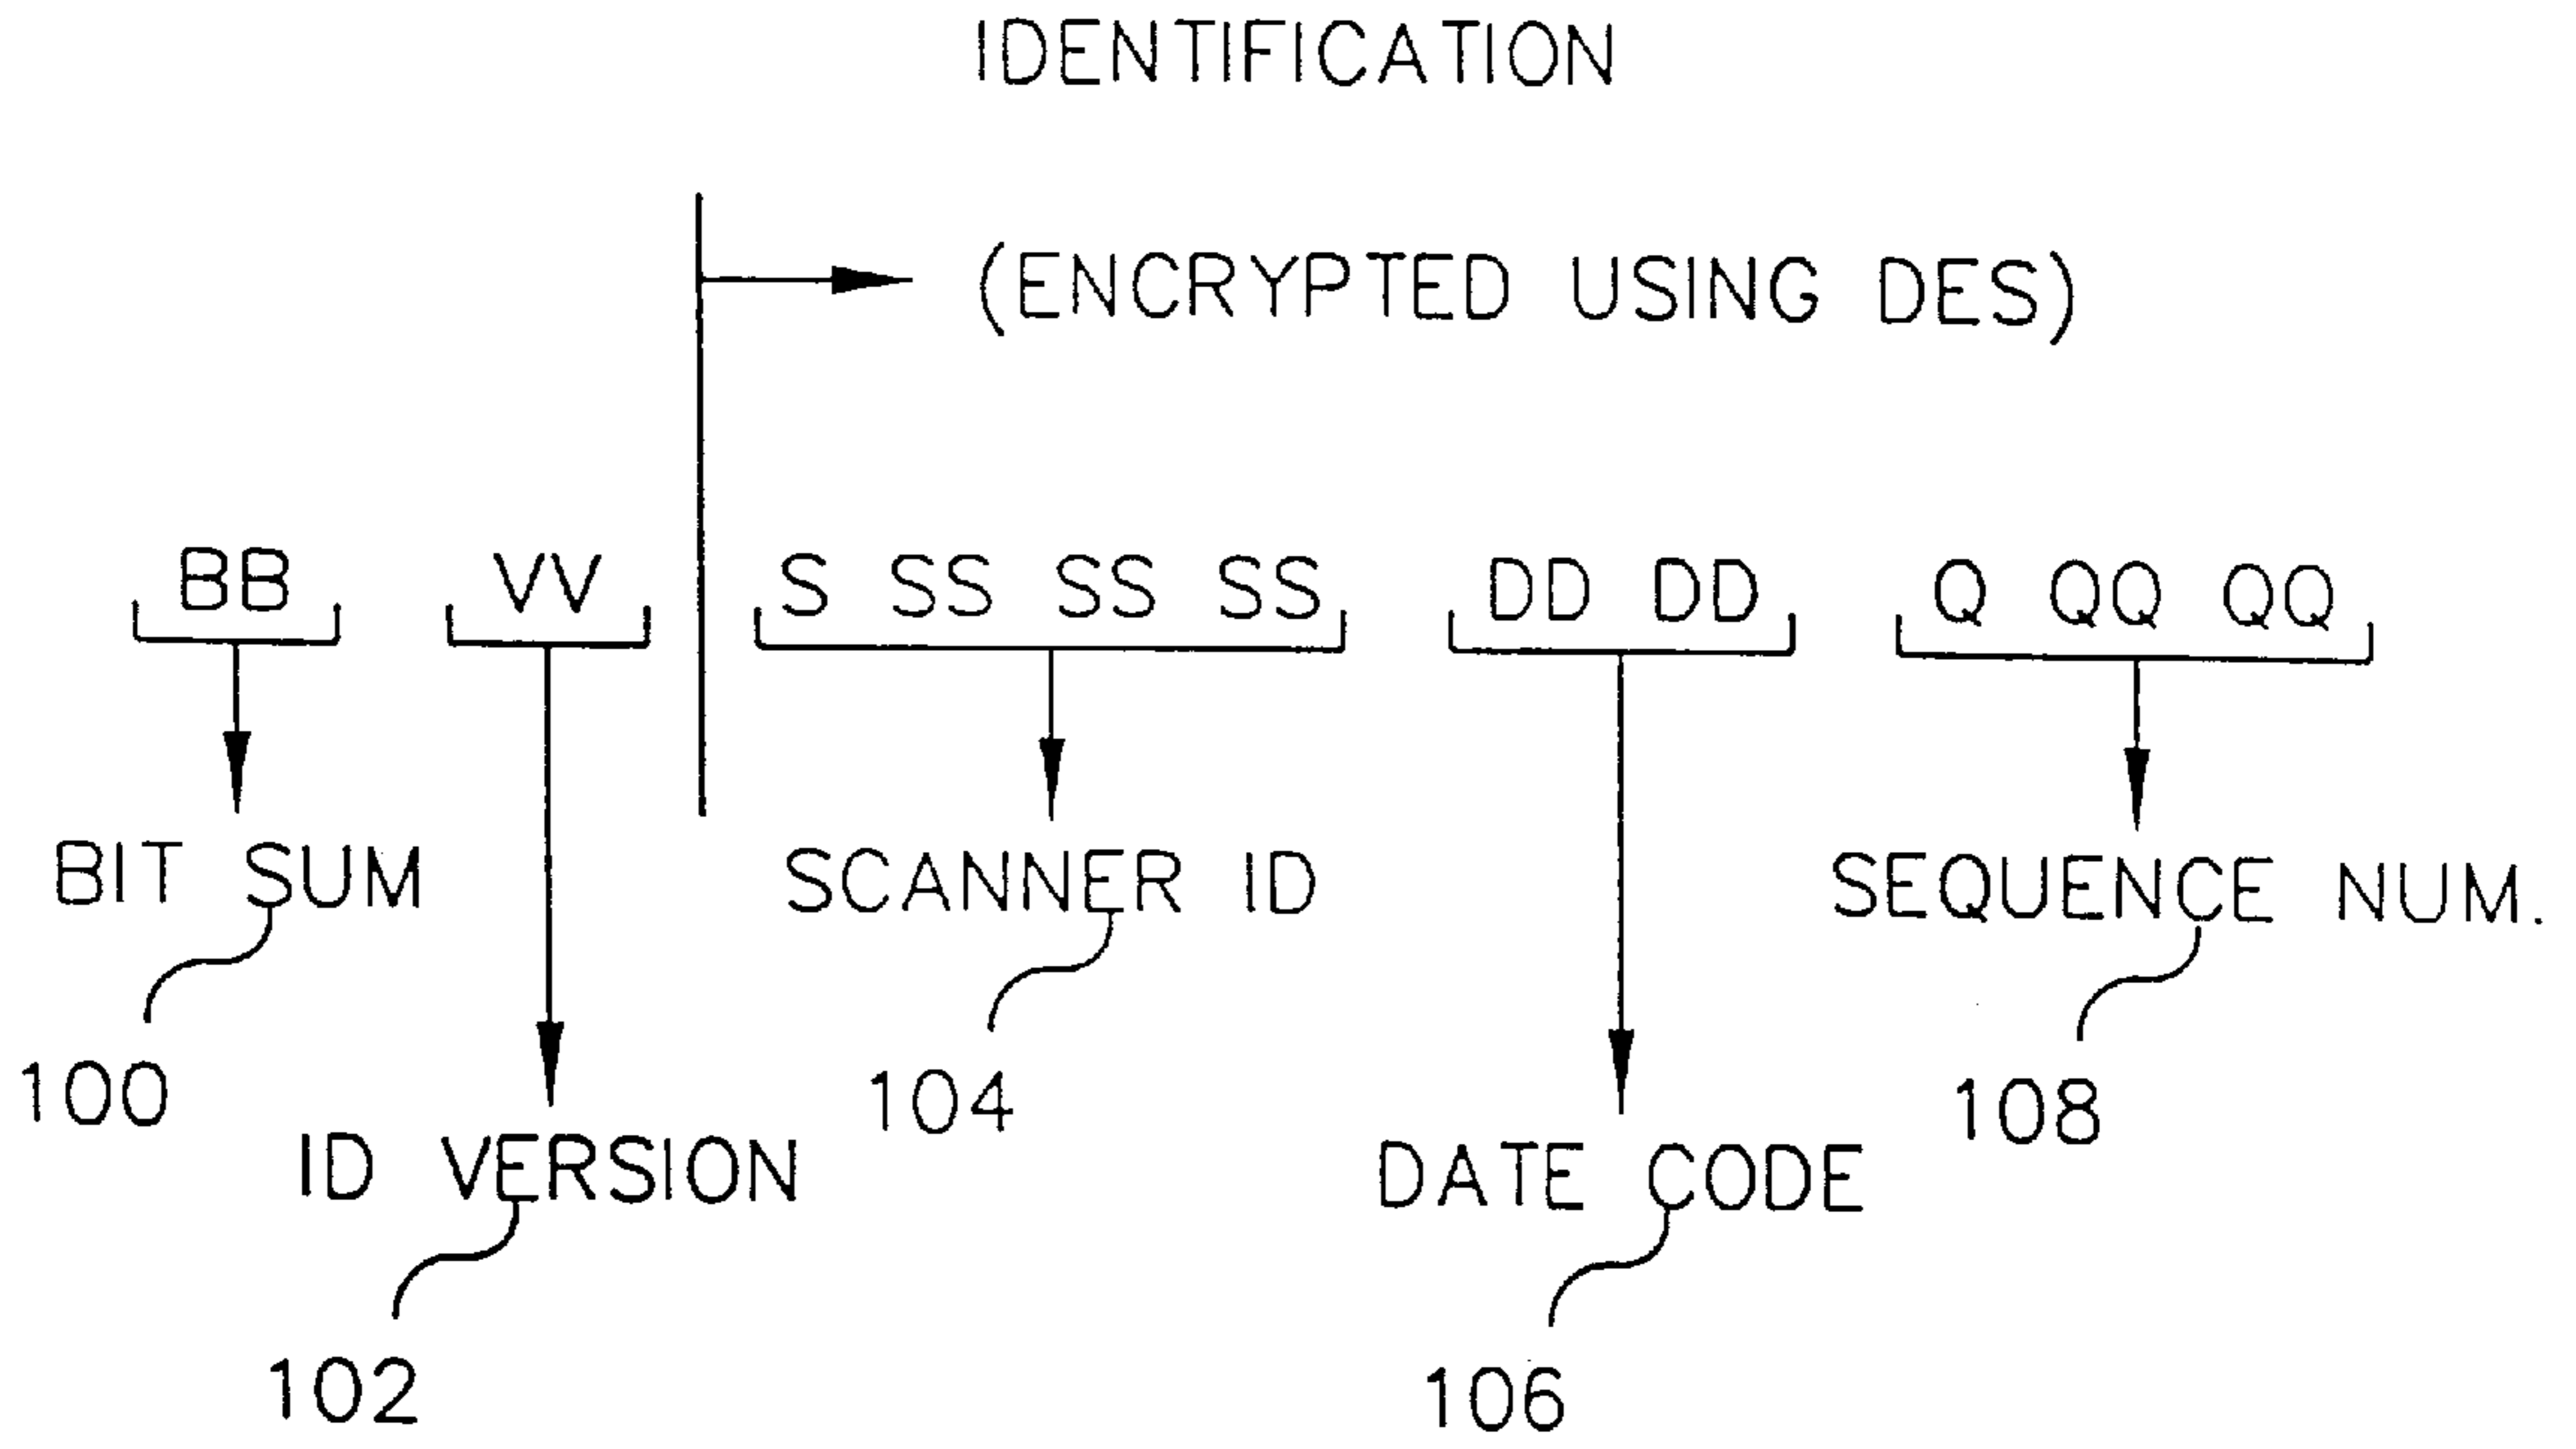 IDENTIFICATION
(ENCRYPTED USING DES)
BB VV S SS SS SS DD DD Q QQ QQ
BIT SUM SCANNER ID SEQUENCE NUM.
100 104 108
ID VERSION DATE CODE
102 106